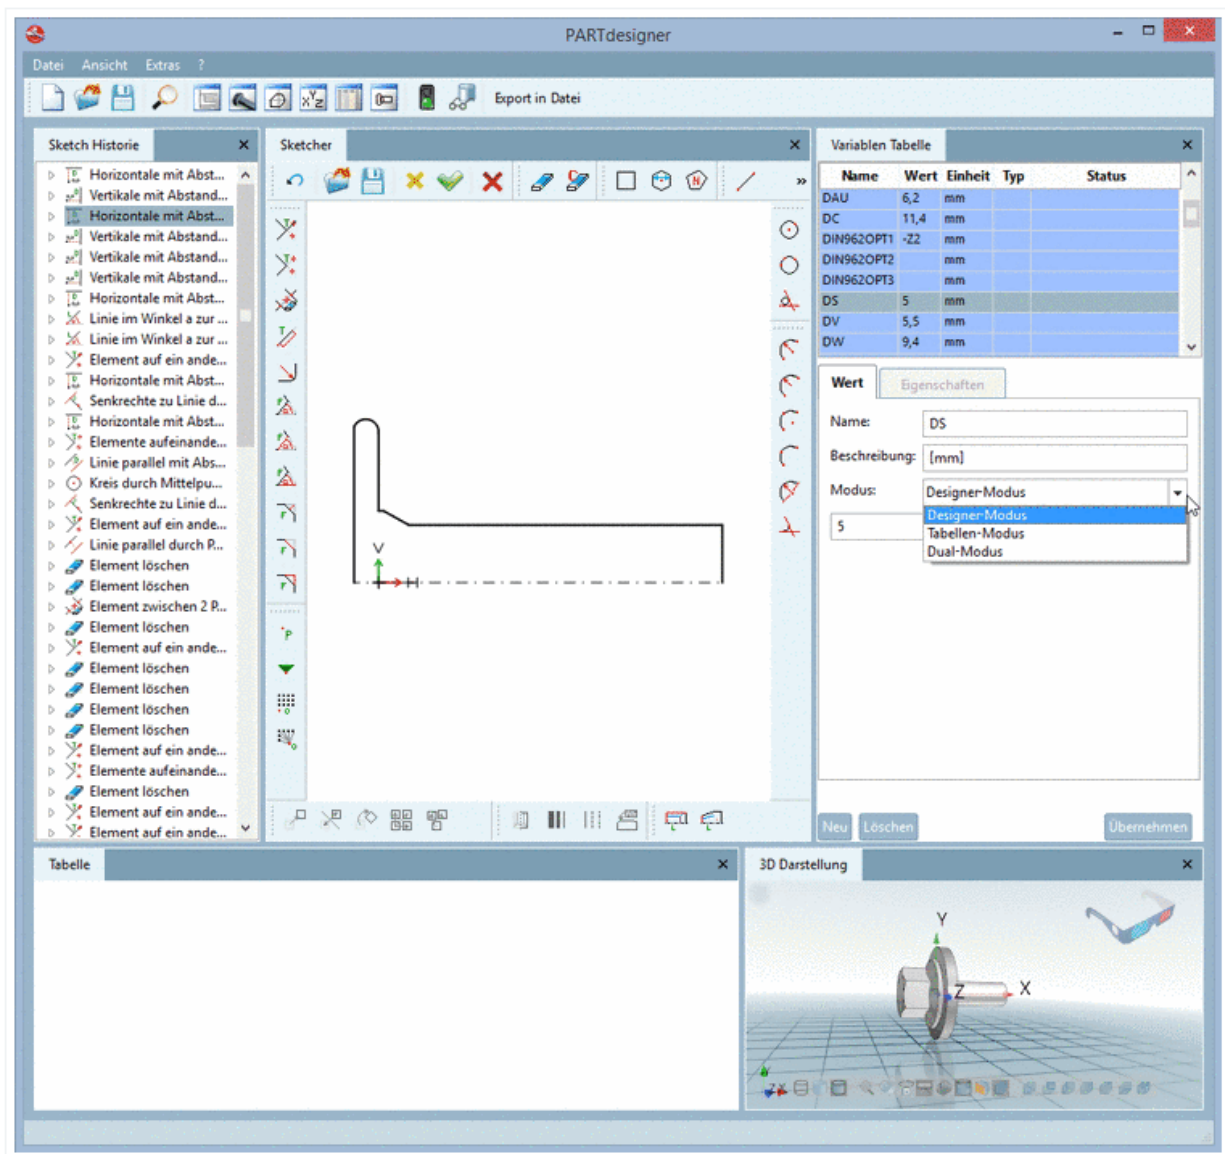 PARTdesigner
Datei Ansicht Extras ?
Export in Datei
Sketch Historie
Horizontale mit Abst...
Vertikale mit Abstand...
Horizontale mit Abst...
Vertikale mit Abstand...
Vertikale mit Abstand...
Vertikale mit Abstand...
Horizontale mit Abst...
Linie im Winkel a zur ...
Linie im Winkel a zur ...
Element auf ein ande...
Horizontale mit Abst...
Senkrechte zu Linie d...
Horizontale mit Abst...
Elemente aufeinande...
Linie parallel mit Abs...
Kreis durch Mittelpu...
Senkrechte zu Linie d...
Element auf ein ande...
Linie parallel durch P...
Element löschen
Element löschen
Element zwischen 2 P...
Element löschen
Element auf ein ande...
Element löschen
Element löschen
Element löschen
Element löschen
Element auf ein ande...
Elemente aufeinande...
Element löschen
Element auf ein ande...
Element auf ein ande...
Sketcher
V
H
Variablen Tabelle
Name Wert Einheit Typ Status
DAU 6,2 mm
DC 11,4 mm
DIN962OPT1 -Z2 mm
DIN962OPT2 mm
DIN962OPT3 mm
DS 5 mm
DV 5,5 mm
DW 9,4 mm
Wert Eigenschaften
Name: DS
Beschreibung: [mm]
Modus: Designer-Modus
5
Designer-Modus
Tabellen-Modus
Dual-Modus
Neu Löschen Übernehmen
Tabelle
3D Darstellung
Y
Z X